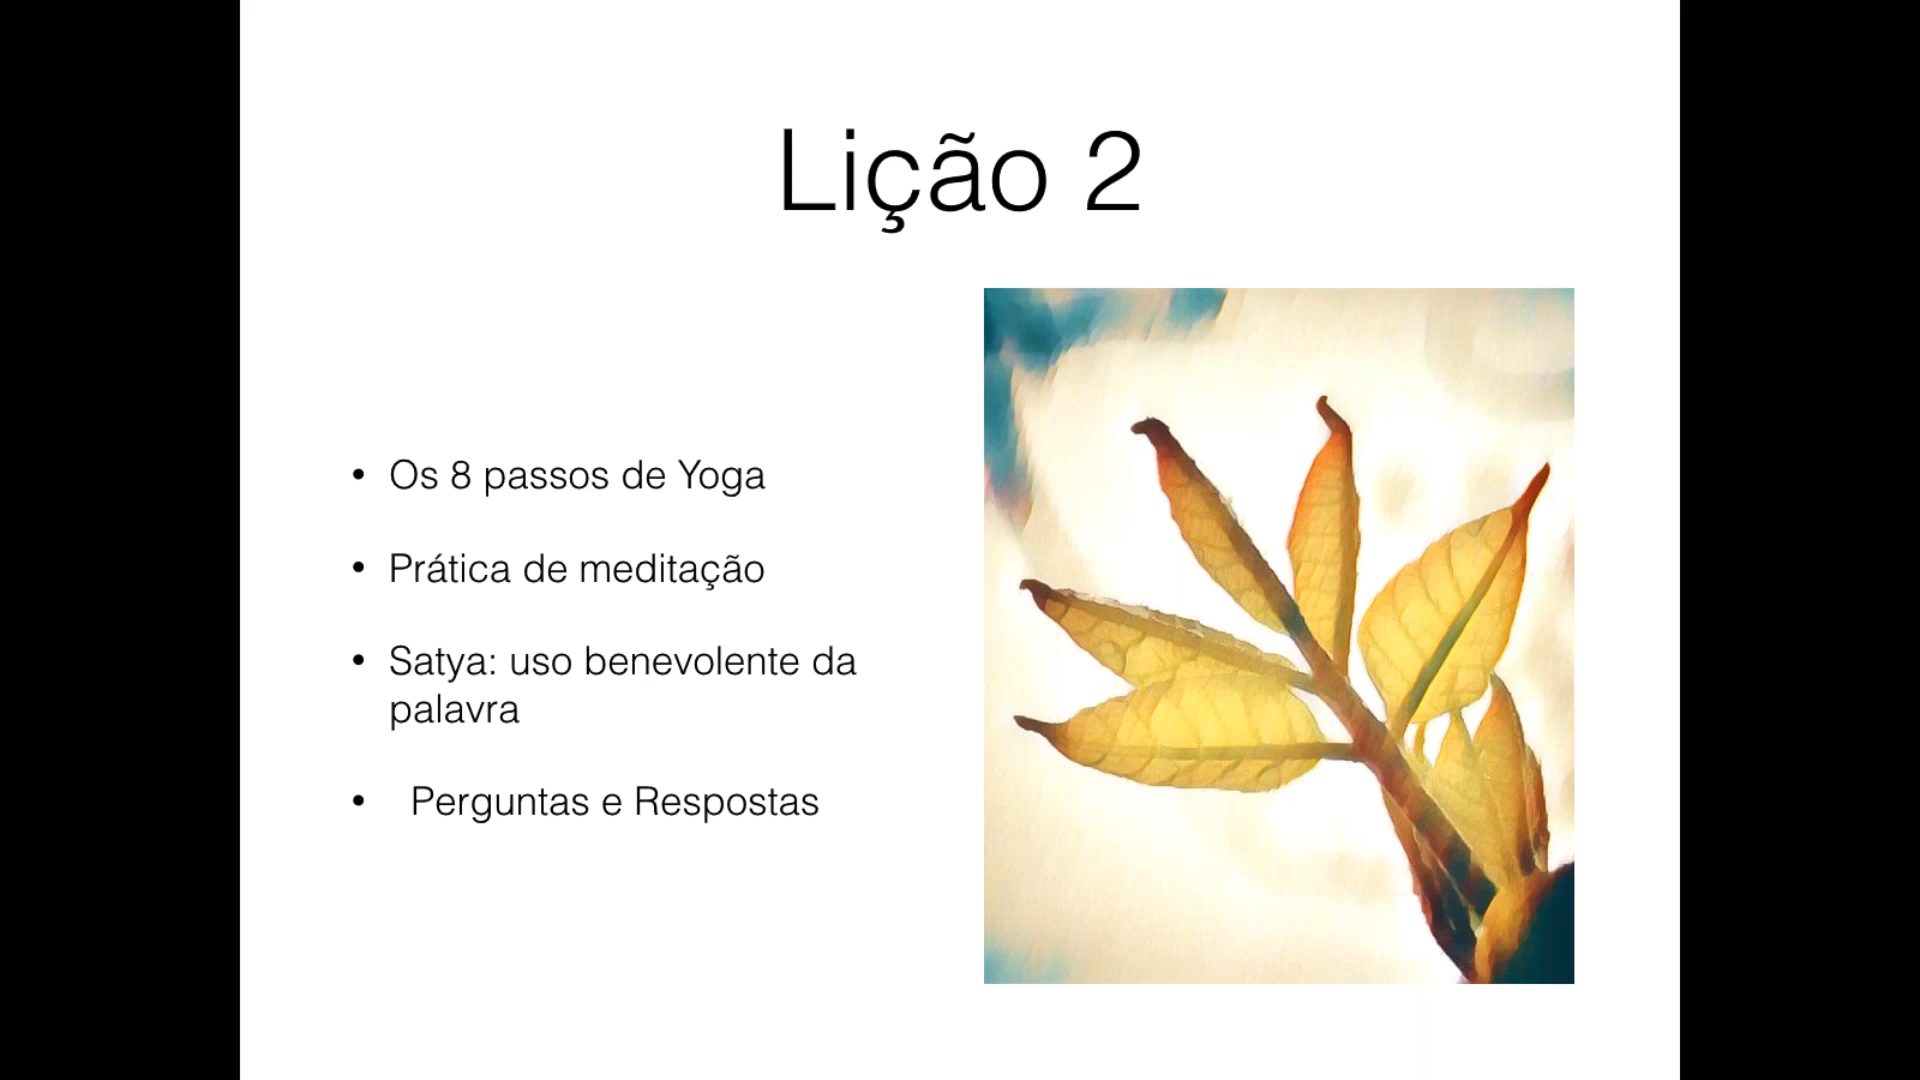 Lição 2
• Os 8 passos de Yoga
• Prática de meditação
• Satya: uso benevolente da
palavra
• Perguntas e Respostas